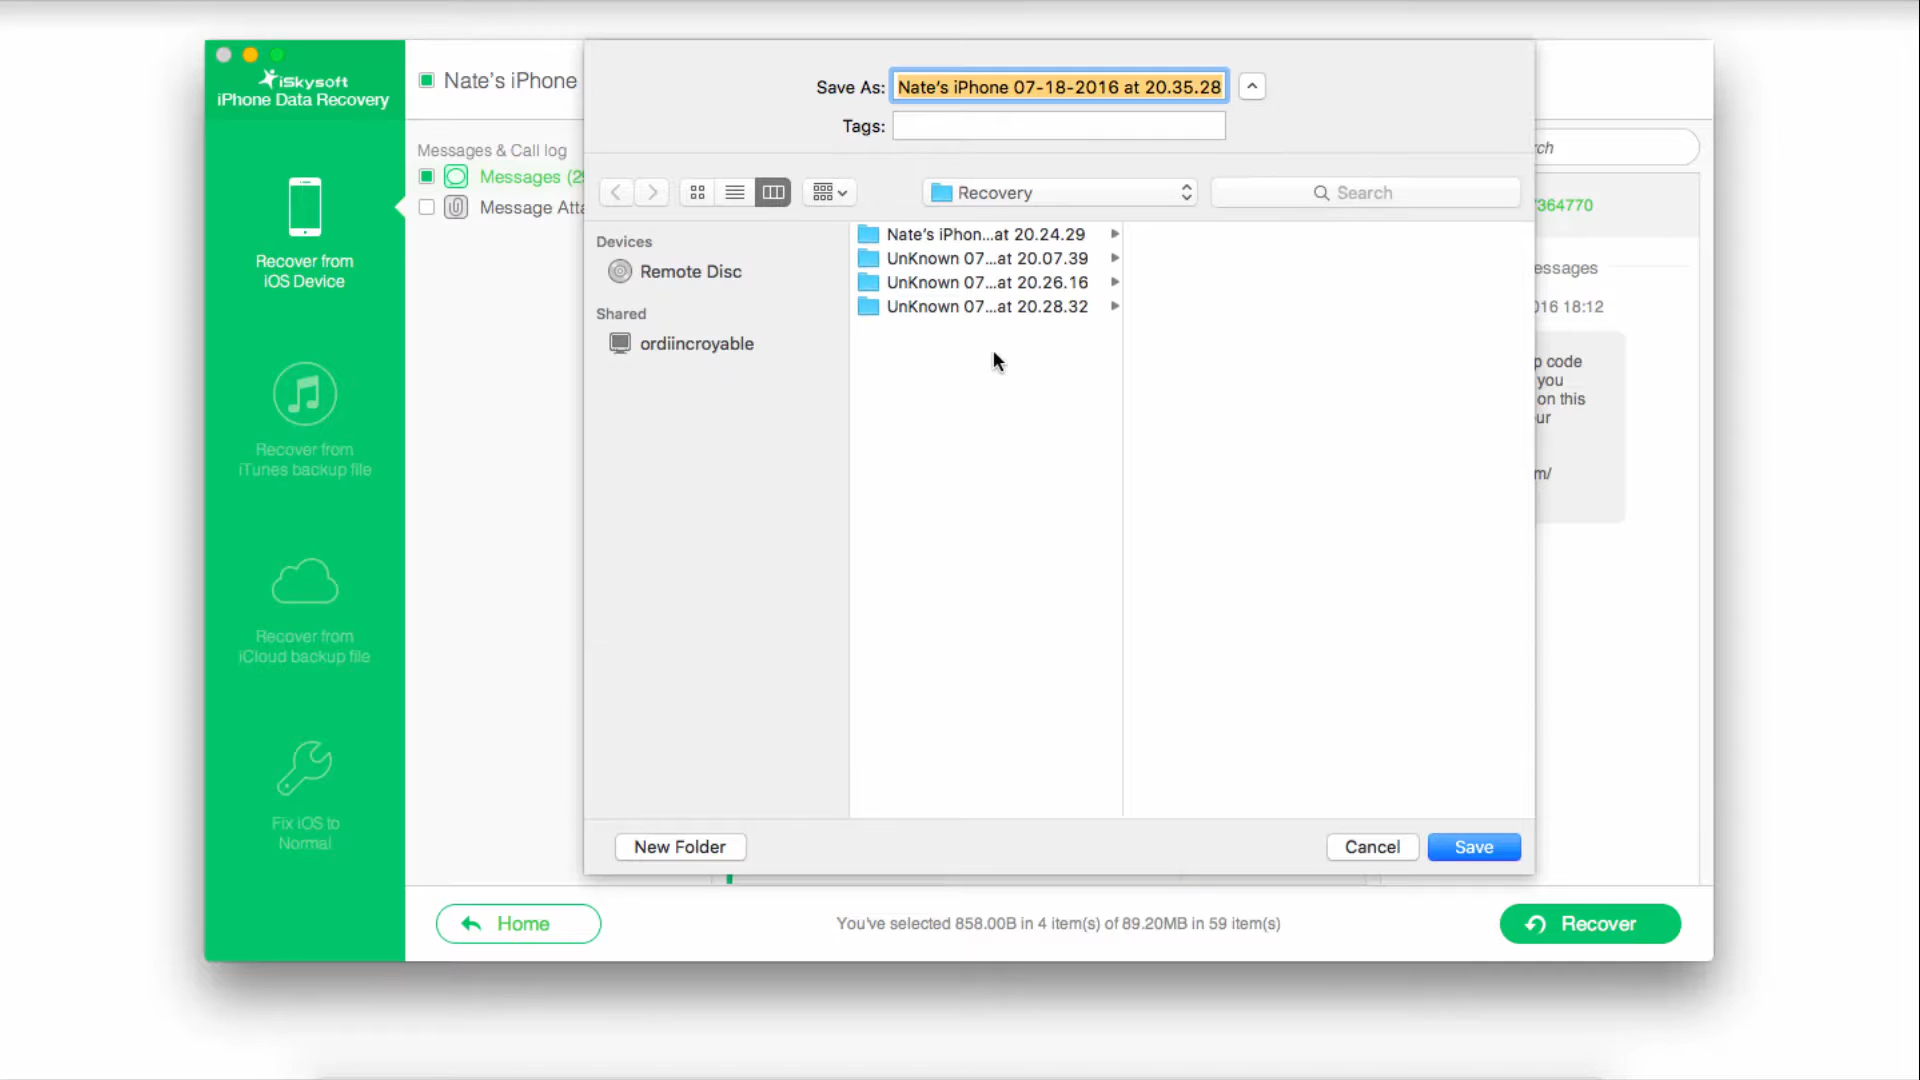 iSkysoft
iPhone Data Recovery
Recover from
iOS Device
Recover from
iTunes backup file
Recover from
iCloud backup file
Fix iOS to
Normal
Nate's iPhone
Messages & Call log
Messages (2
Message Atta
Save As: Nate's iPhone 07-18-2016 at 20.35.28
Tags:
Recovery
Search
Devices
Remote Disc
Shared
ordiincroyable
Nate's iPhon...at 20.24.29
UnKnown 07...at 20.07.39
UnKnown 07...at 20.26.16
UnKnown 07...at 20.28.32
New Folder
Cancel
Save
rch
364770
essages
16 18:12
p code
you
on this
ur
m/
Home
You've selected 858.00B in 4 item(s) of 89.20MB in 59 item(s)
Recover